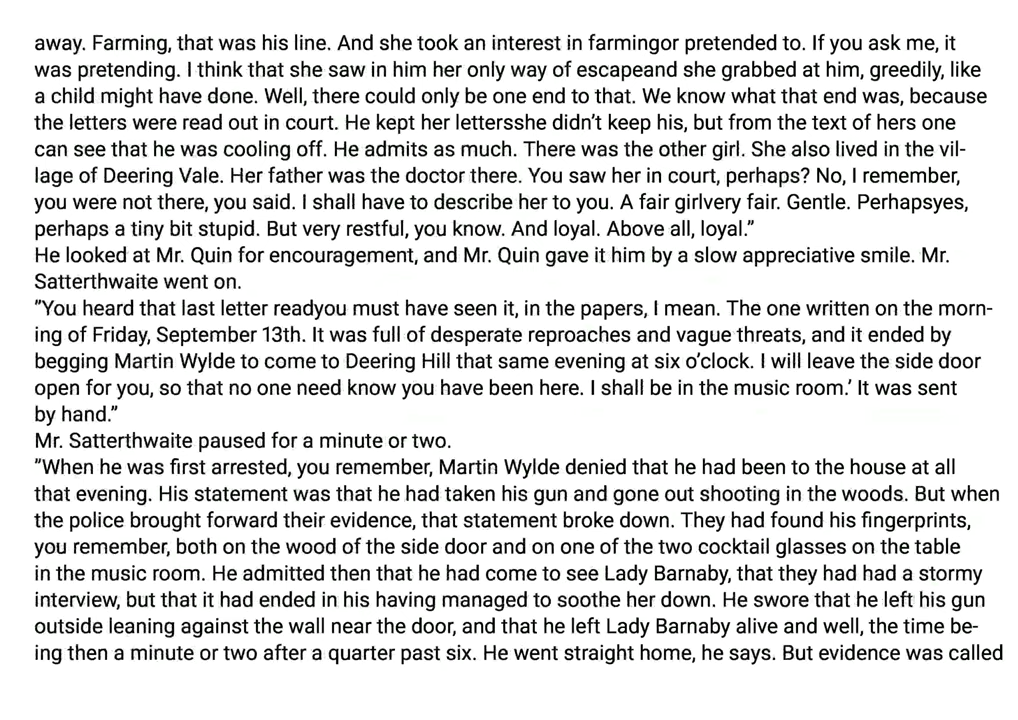 away. Farming, that was his line. And she took an interest in farmingor pretended to. If you ask me, it
was pretending. I think that she saw in him her only way of escapeand she grabbed at him, greedily, like
a child might have done. Well, there could only be one end to that. We know what that end was, because
the letters were read out in court. He kept her lettersshe didn't keep his, but from the text of hers one
can see that he was cooling off. He admits as much. There was the other girl. She also lived in the vil-
lage of Deering Vale. Her father was the doctor there. You saw her in court, perhaps? No, I remember,
you were not there, you said. I shall have to describe her to you. A fair girlvery fair. Gentle. Perhapsyes,
perhaps a tiny bit stupid. But very restful, you know. And loyal. Above all, loyal.”
He looked at Mr. Quin for encouragement, and Mr. Quin gave it him by a slow appreciative smile. Mr.
Satterthwaite went on.
”You heard that last letter readyou must have seen it, in the papers, I mean. The one written on the morn-
ing of Friday, September 13th. It was full of desperate reproaches and vague threats, and it ended by
begging Martin Wylde to come to Deering Hill that same evening at six o’clock. I will leave the side door
open for you, so that no one need know you have been here. I shall be in the music room.’ It was sent
by hand.”
Mr. Satterthwaite paused for a minute or two.
”When he was first arrested, you remember, Martin Wylde denied that he had been to the house at all
that evening. His statement was that he had taken his gun and gone out shooting in the woods. But when
the police brought forward their evidence, that statement broke down. They had found his fingerprints,
you remember, both on the wood of the side door and on one of the two cocktail glasses on the table
in the music room. He admitted then that he had come to see Lady Barnaby, that they had had a stormy
interview, but that it had ended in his having managed to soothe her down. He swore that he left his gun
outside leaning against the wall near the door, and that he left Lady Barnaby alive and well, the time be-
ing then a minute or two after a quarter past six. He went straight home, he says. But evidence was called